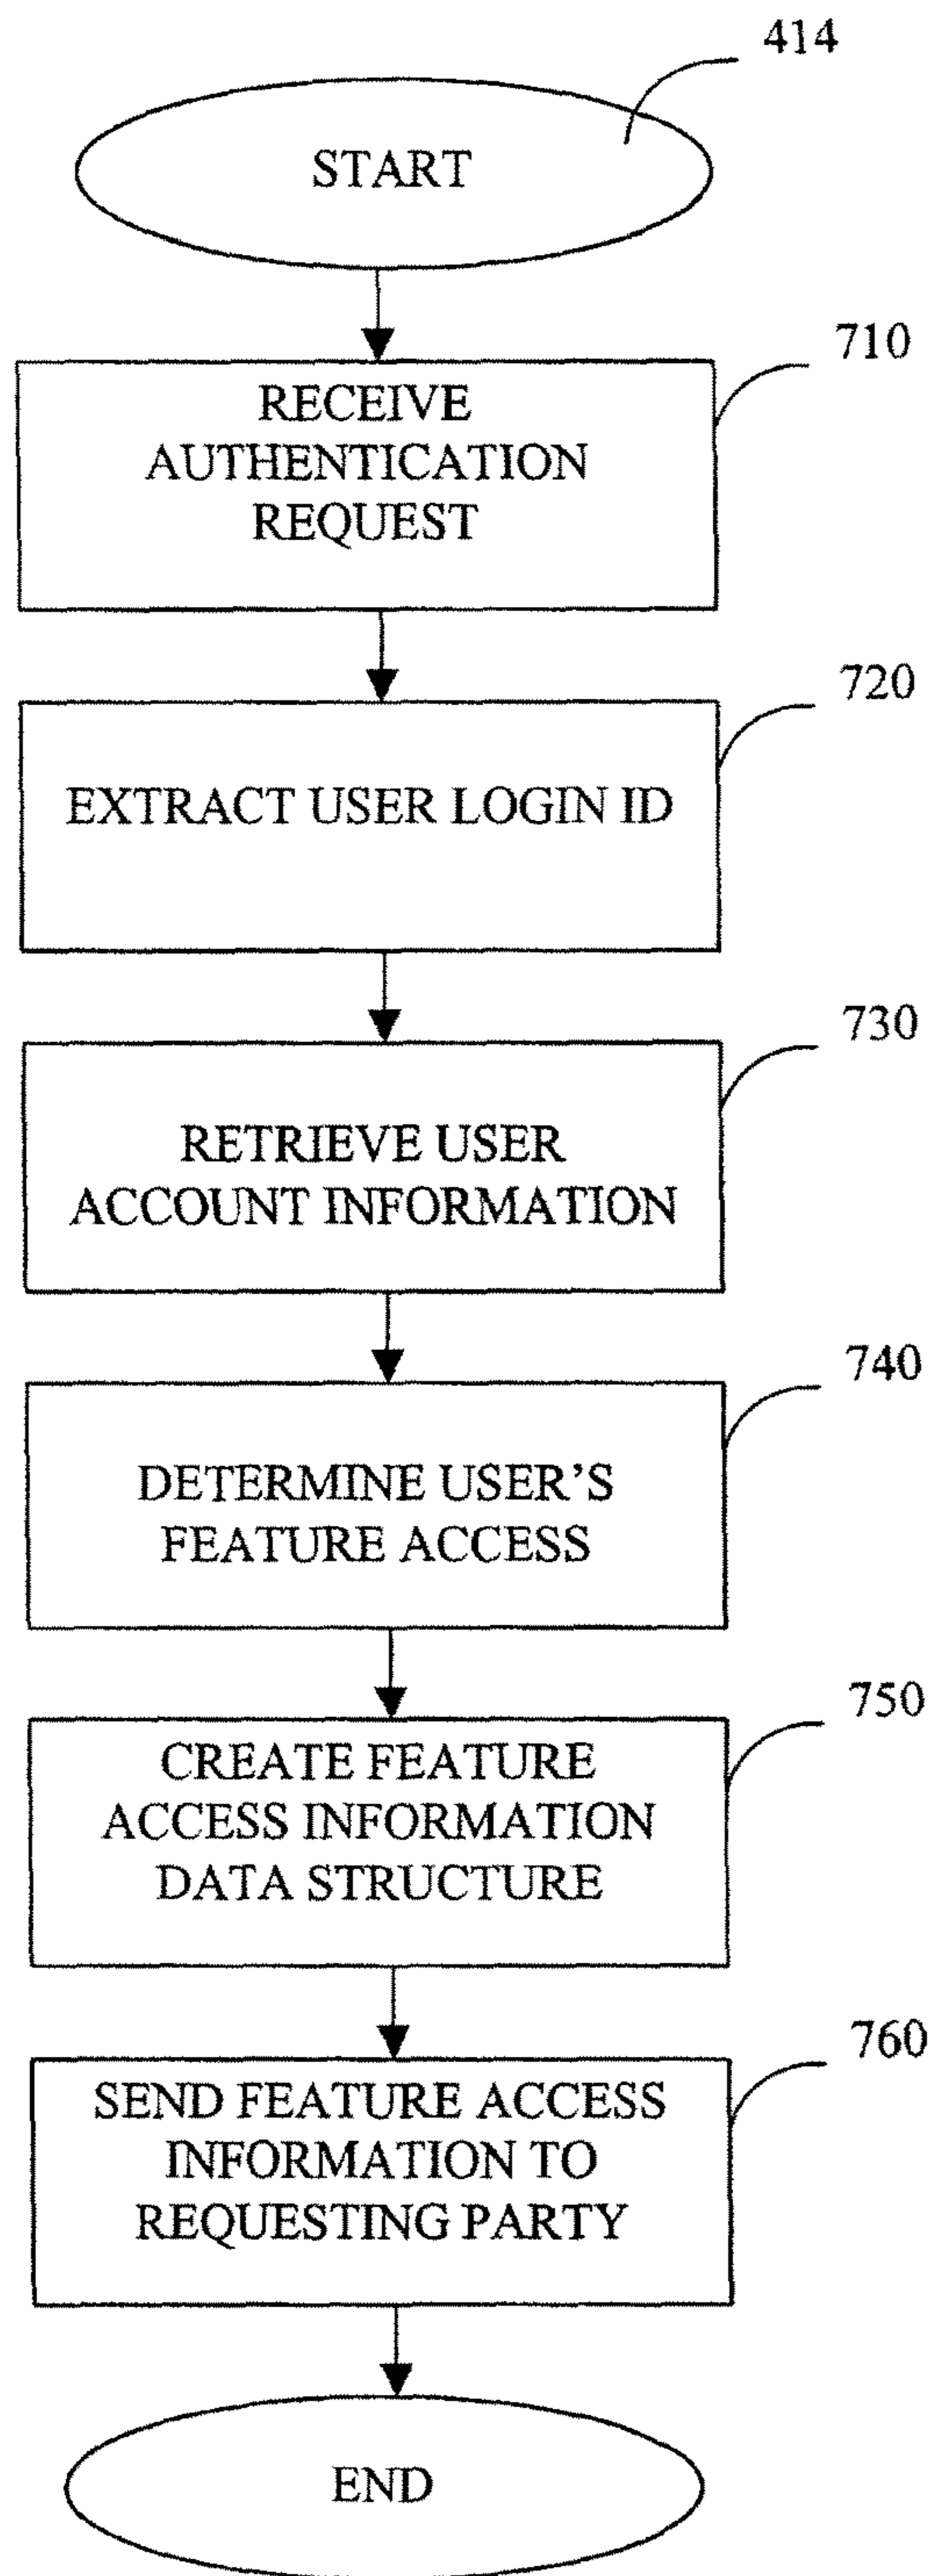 414
START
710
RECEIVE
AUTHENTICATION
REQUEST
720
EXTRACT USER LOGIN ID
730
RETRIEVE USER
ACCOUNT INFORMATION
740
DETERMINE USER'S
FEATURE ACCESS
750
CREATE FEATURE
ACCESS INFORMATION
DATA STRUCTURE
760
SEND FEATURE ACCESS
INFORMATION TO
REQUESTING PARTY
END